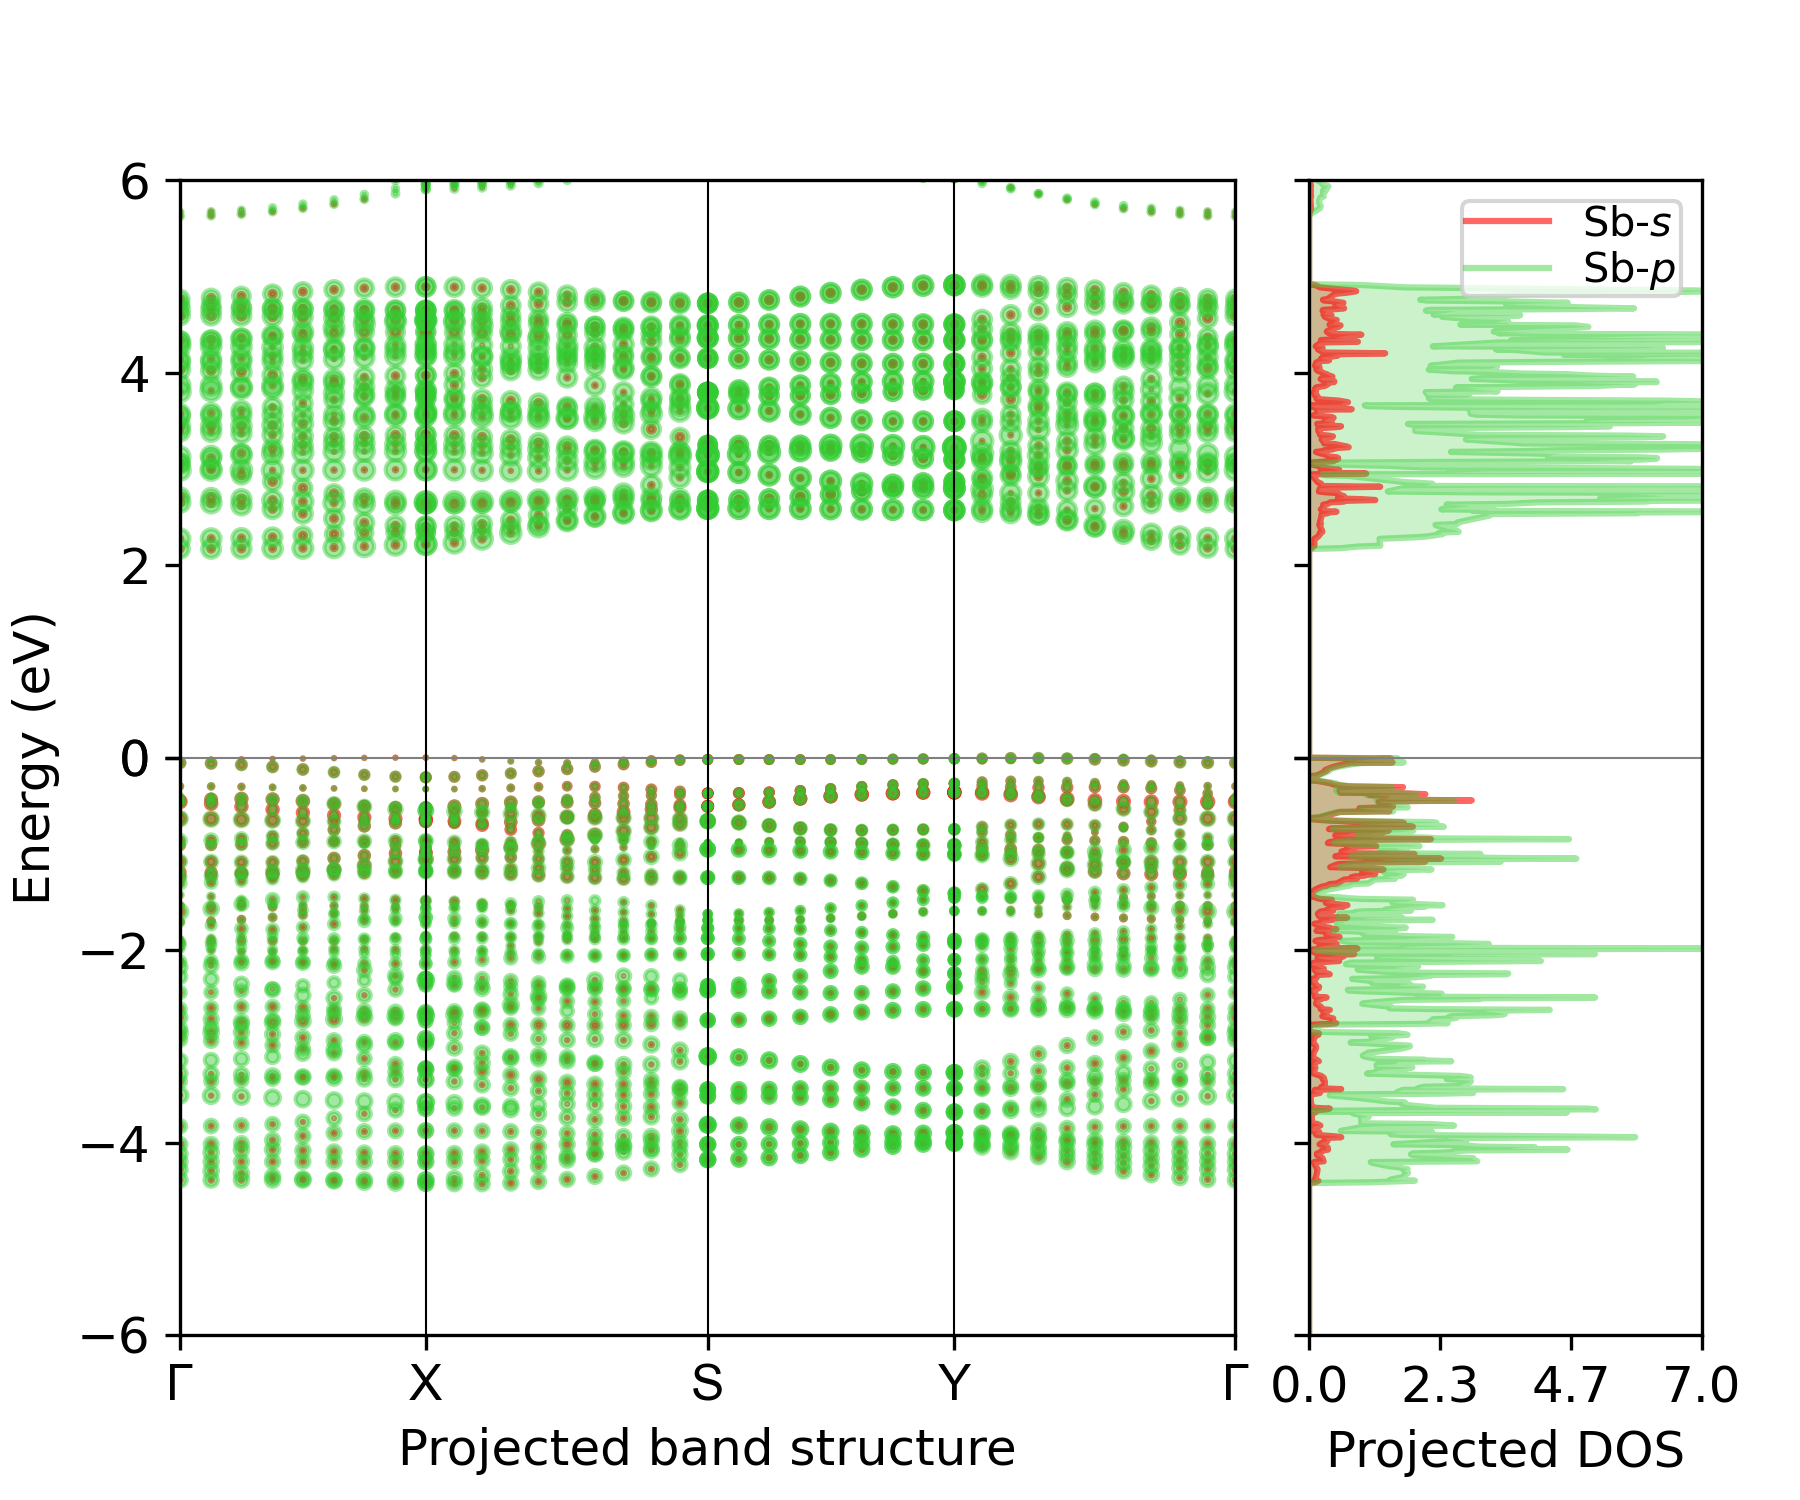 6
4
2
0
−2
−4
−6
Energy (eV)
Γ
X
S
Y
Γ
Projected band structure
Sb-s
Sb-p
0.0
2.3
4.7
7.0
Projected DOS